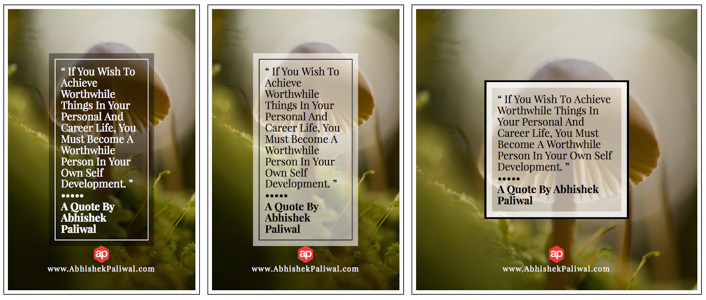 “ If You Wish To
Achieve
Worthwhile
Things In Your
Personal And
Career Life, You
Must Become A
Worthwhile
Person In Your
Own Self
Development. ”
•••••
A Quote By
Abhishek
Paliwal
ap
www.AbhishekPaliwal.com
“ If You Wish To
Achieve
Worthwhile
Things In Your
Personal And
Career Life, You
Must Become A
Worthwhile
Person In Your
Own Self
Development. ”
•••••
A Quote By
Abhishek
Paliwal
ap
www.AbhishekPaliwal.com
“ If You Wish To Achieve
Worthwhile Things In
Your Personal And
Career Life, You Must
Become A Worthwhile
Person In Your Own Self
Development. ”
•••••
A Quote By Abhishek
Paliwal
ap
www.AbhishekPaliwal.com